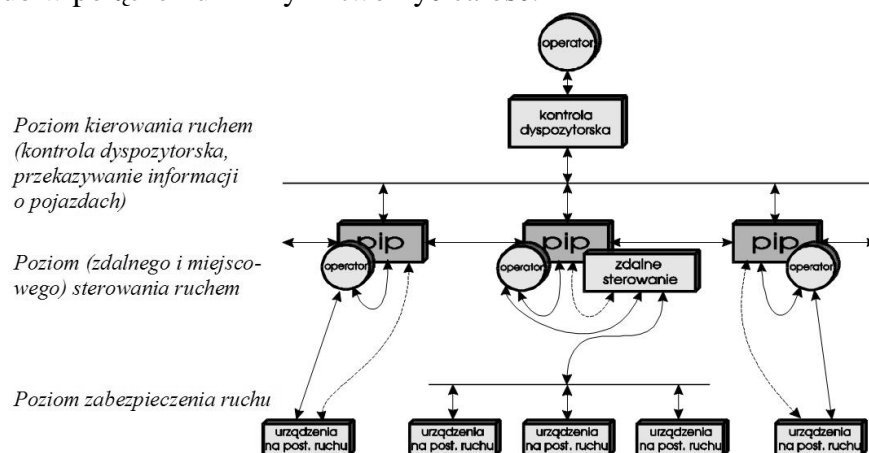 operator
kontrola
dyspozytorska
Poziom kierowania ruchem
(kontrola dyspozytorska,
przekazywanie informacji
o pojazdach)
pip
pip
pip
operator
operator
operator
zdalne
sterowanie
Poziom (zdalnego i miejsco-
wego) sterowania ruchem
Poziom zabezpieczenia ruchu
urządzenia
na post. ruchu
urządzenia
na post. ruchu
urządzenia
na post. ruchu
urządzenia
na post. ruchu
urządzenia
na post. ruchu